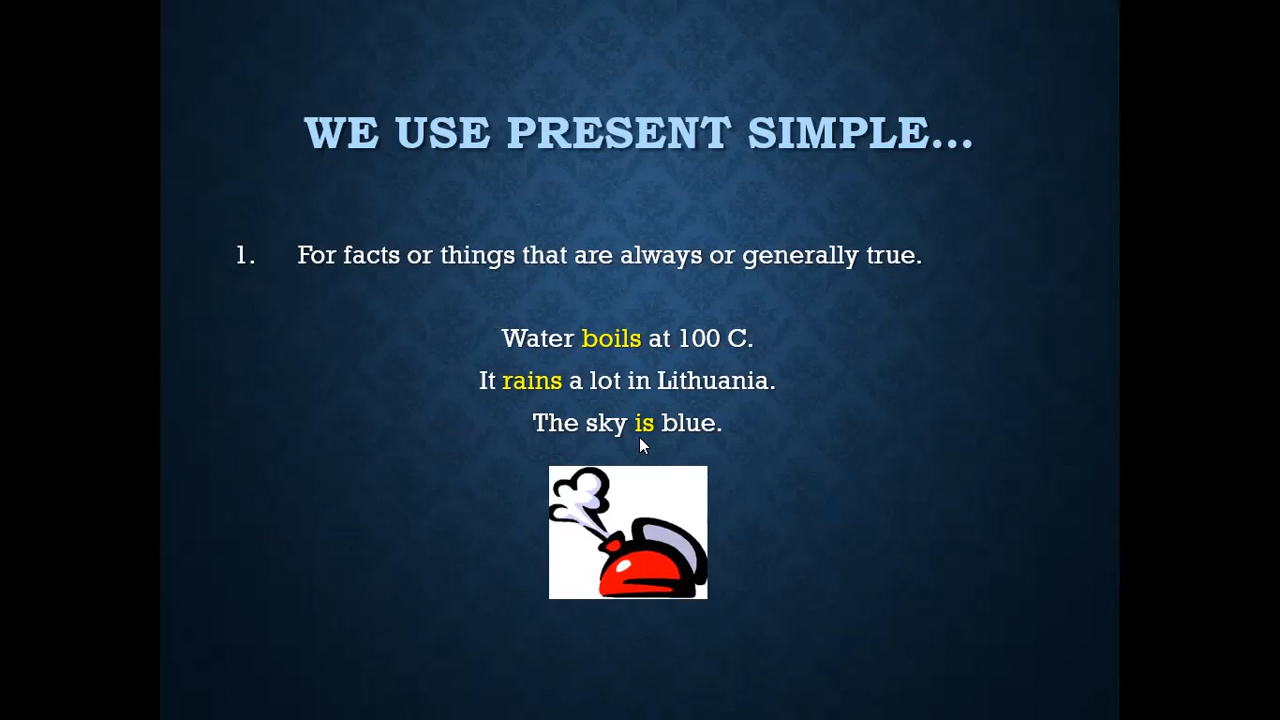 WE USE PRESENT SIMPLE...
1. For facts or things that are always or generally true.
Water boils at 100 C.
It rains a lot in Lithuania.
The sky is blue.